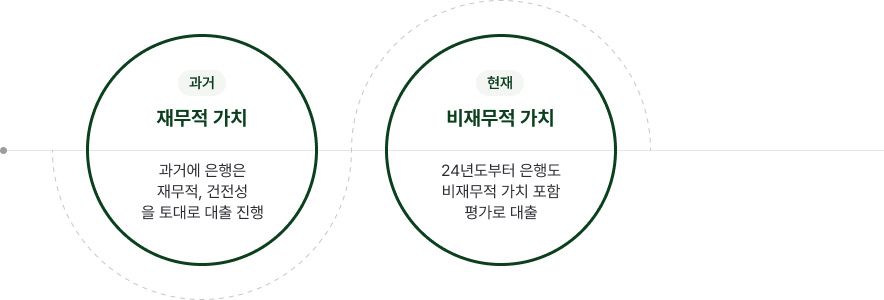 과거
재무적 가치
과거에 은행은
재무적, 건전성
을 토대로 대출 진행
현재
비재무적 가치
24년도부터 은행도
비재무적 가치 포함
평가로 대출